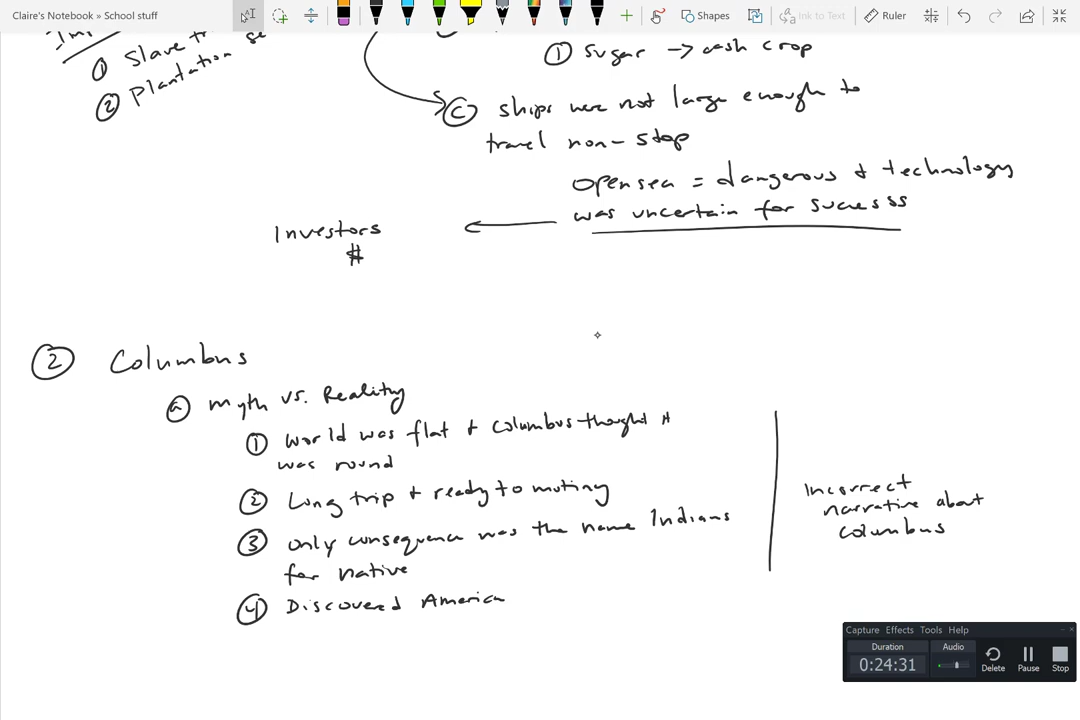 Claire's Notebook » School stuff
Shapes
Ink to Text
Ruler
① Slave
② Plantation
① Sugar → cash crop
ⓒ ships were not large enough to
travel non-stop
open sea = dangerous + technology
was uncertain for successs
Investors
$
② Columbus
ⓐ Myth vs. Reality
① World was flat + Columbus thought it
was round
② Long trip + ready to mutiny
③ Only consequence was the name Indians
for native
④ Discovered America
Incorrect
narrative about
Columbus
Capture Effects Tools Help
Duration Audio
0:24:31
Delete Pause Stop